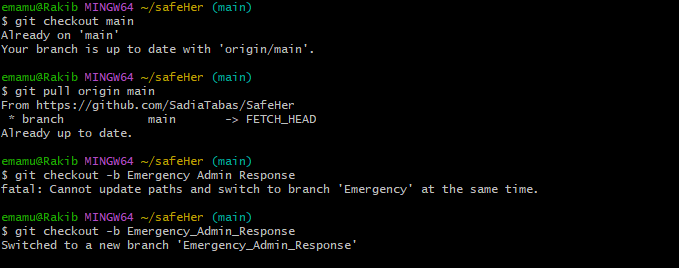 emamu@Rakib MINGW64 ~/safeHer (main)
$ git checkout main
Already on 'main'
Your branch is up to date with 'origin/main'.
emamu@Rakib MINGW64 ~/safeHer (main)
$ git pull origin main
From https://github.com/SadiaTabas/SafeHer
 * branch            main       -> FETCH_HEAD
Already up to date.
emamu@Rakib MINGW64 ~/safeHer (main)
$ git checkout -b Emergency Admin Response
fatal: Cannot update paths and switch to branch 'Emergency' at the same time.
emamu@Rakib MINGW64 ~/safeHer (main)
$ git checkout -b Emergency_Admin_Response
Switched to a new branch 'Emergency_Admin_Response'